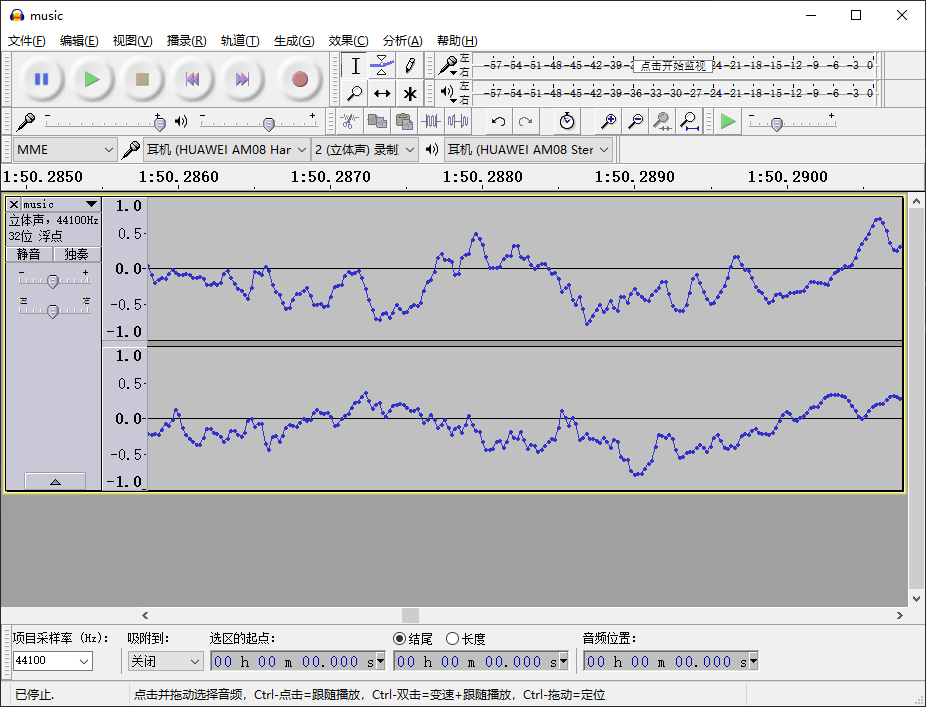 music
文件(F) 编辑(E) 视图(V) 播录(R) 轨道(T) 生成(G) 效果(C) 分析(A) 帮助(H)
左 右 -57 -54 -51 -48 -45 -42 -39 点击开始监视 24 -21 -18 -15 -12 -9 -6 -3 0
左 右 -57 -54 -51 -48 -45 -42 -39 -36 -33 -30 -27 -24 -21 -18 -15 -12 -9 -6 -3 0
MME 耳机 (HUAWEI AM08 Har 2 (立体声) 录制 耳机 (HUAWEI AM08 Ster
1:50.2850 1:50.2860 1:50.2870 1:50.2880 1:50.2890 1:50.2900
music
立体声, 44100Hz
32位 浮点
静音 独奏
- +
左 右
1.0
0.5
0.0
-0.5
-1.0
1.0
0.5
0.0
-0.5
-1.0
项目采样率 (Hz): 吸附到: 选区的起点: 结尾 长度 音频位置:
44100 关闭 00 h 00 m 00.000 s 00 h 00 m 00.000 s 00 h 00 m 00.000 s
已停止. 点击并拖动选择音频, Ctrl-点击=跟随播放, Ctrl-双击=变速+跟随播放, Ctrl-拖动=定位